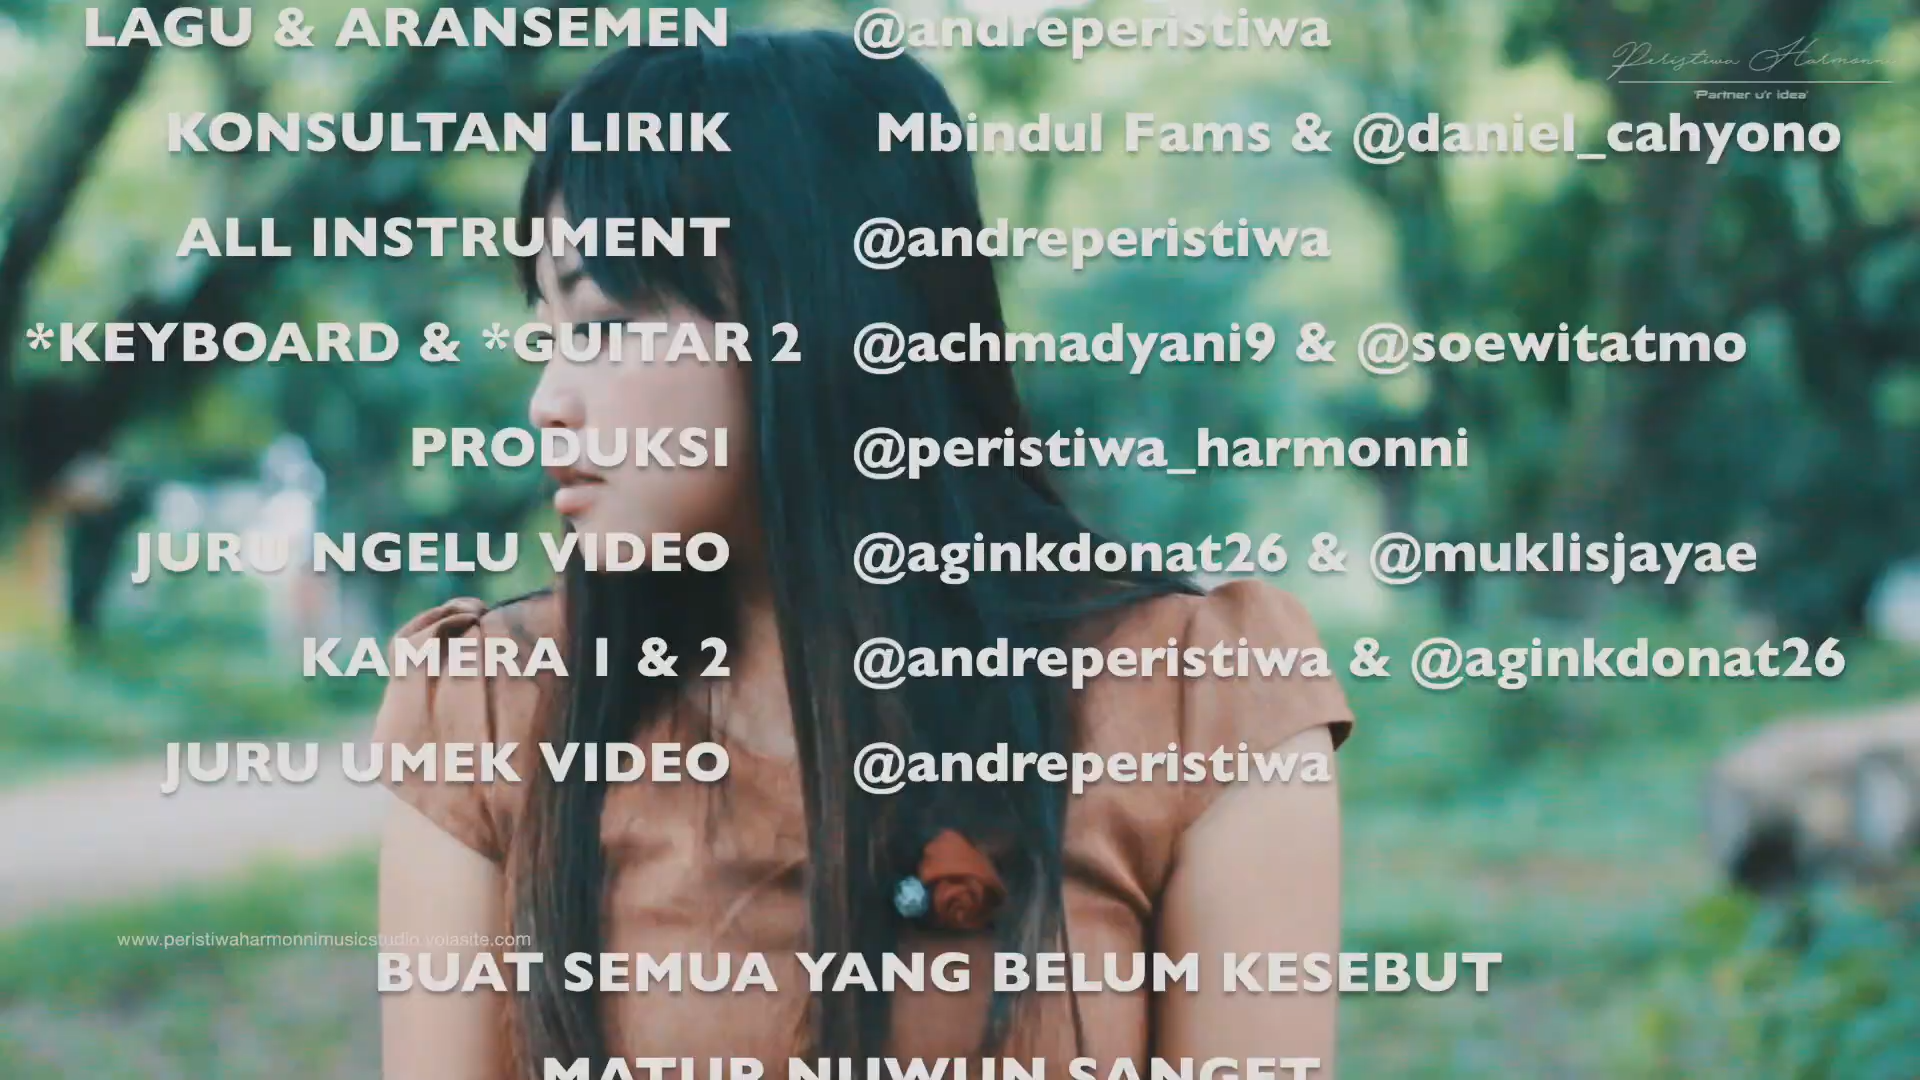 LAGU & ARANSEMEN @andreperistiwa
Peristiwa Harmonni
"Partner u'r idea"
KONSULTAN LIRIK Mbindul Fams & @daniel_cahyono
ALL INSTRUMENT @andreperistiwa
*KEYBOARD & *GUITAR 2 @achmadyani9 & @soewitatmo
PRODUKSI @peristiwa_harmonni
JURU NGELU VIDEO @aginkdonat26 & @muklisjayae
KAMERA 1 & 2 @andreperistiwa & @aginkdonat26
JURU UMEK VIDEO @andreperistiwa
www.peristiwaharmonnimusicstudio.yolasite.com
BUAT SEMUA YANG BELUM KESEBUT
MATUR NUWUN SANGET